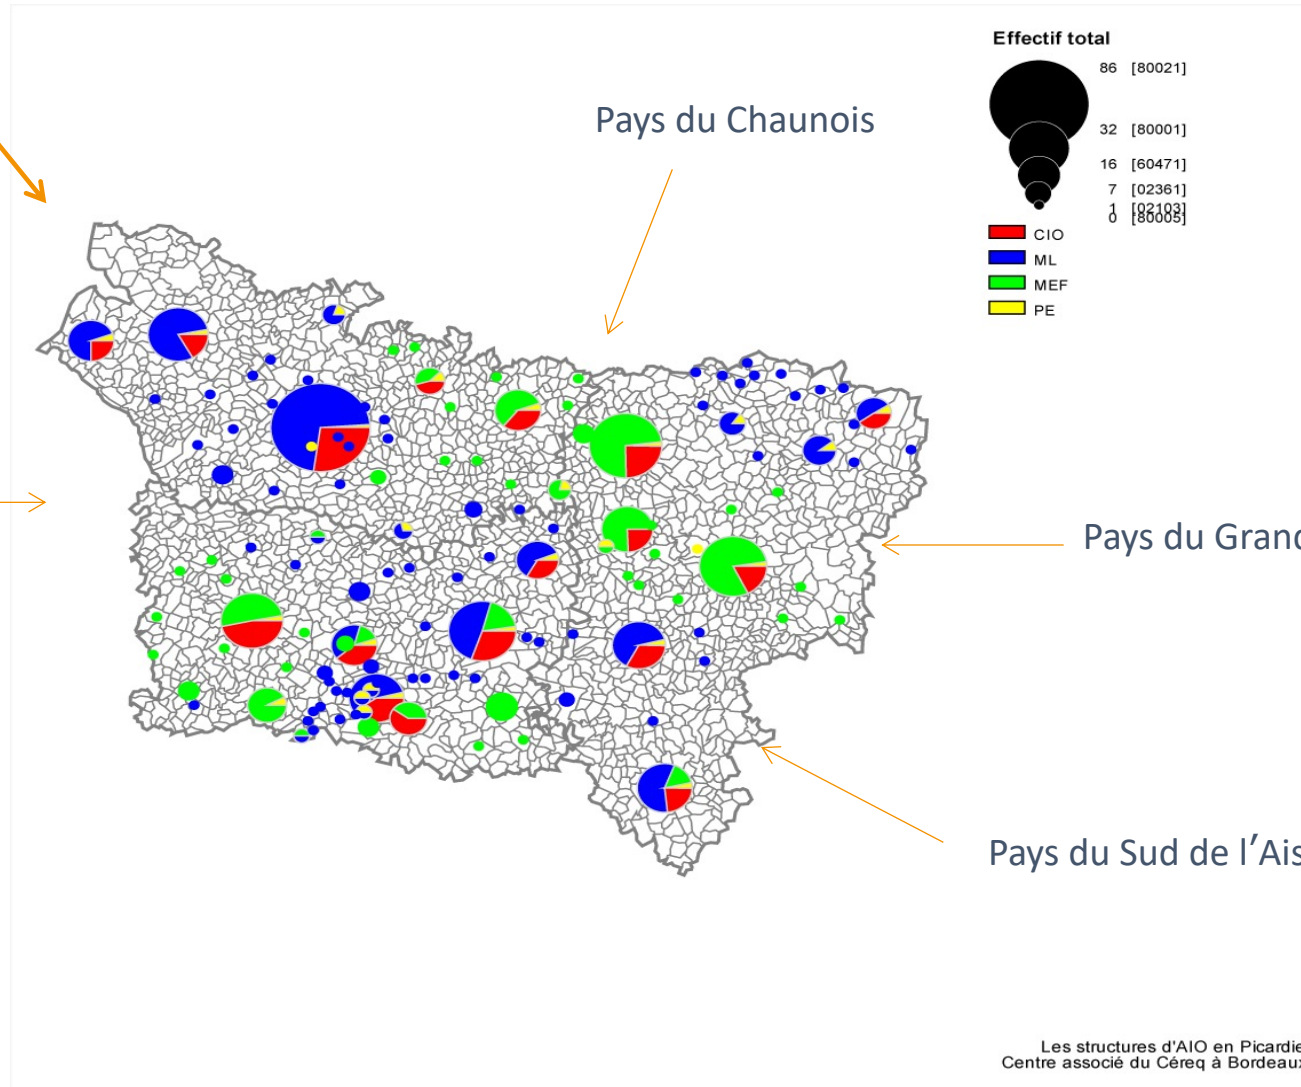 Effectif total
86 [80021]
32 [80001]
16 [60471]
7 [02361]
1 [02103]
0 [80005]
CIO
ML
MEF
PE
Pays du Chaunois
Pays du Grand
Pays du Sud de l’Ais
Les structures d'AIO en Picardie
Centre associé du Céreq à Bordeaux